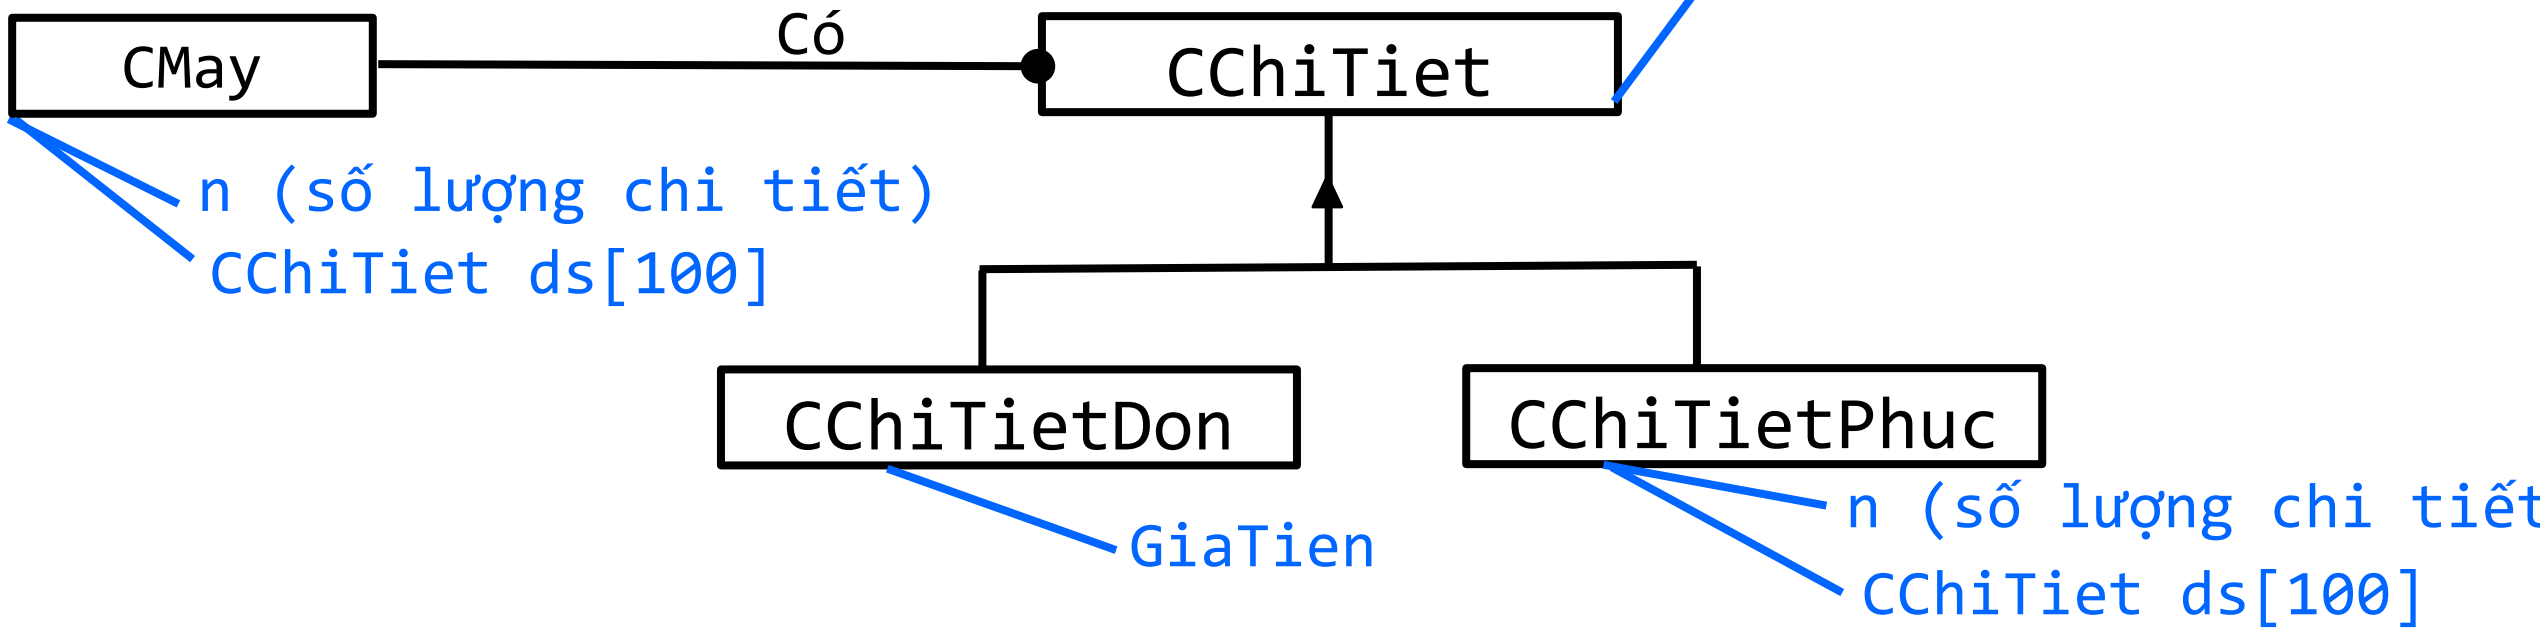 Có
CMay
CChiTiet
n (số lượng chi tiết)
CChiTiet ds[100]
CChiTietDon
CChiTietPhuc
n (số lượng chi tiết
GiaTien
CChiTiet ds[100]